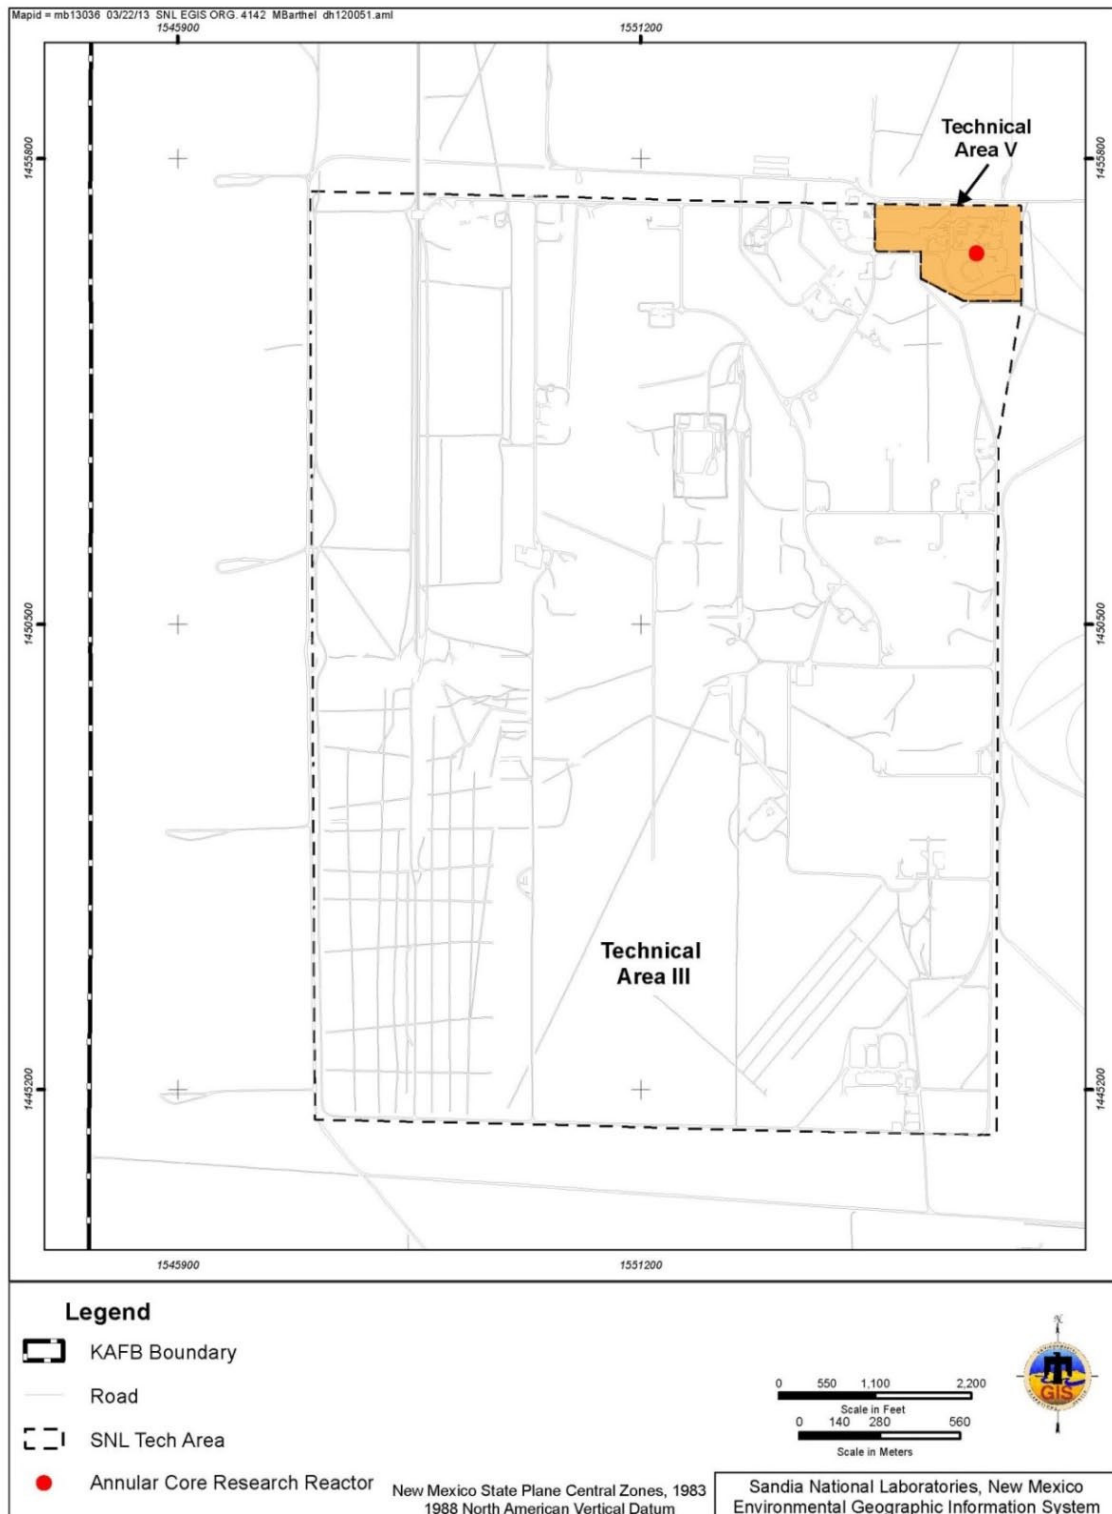 Mapid = mb13036 03/22/13 SNL EGIS ORG. 4142 MBarthel dh120051.aml
1545900
1551200
1455800
1455800
Technical
Area V
1450500
1450500
Technical
Area III
1445200
1445200
1545900
1551200
Legend
KAFB Boundary
Road
SNL Tech Area
Annular Core Research Reactor
0 550 1,100 2,200
Scale in Feet
0 140 280 560
Scale in Meters
N
GIS
New Mexico State Plane Central Zones, 1983
1988 North American Vertical Datum
Sandia National Laboratories, New Mexico
Environmental Geographic Information System